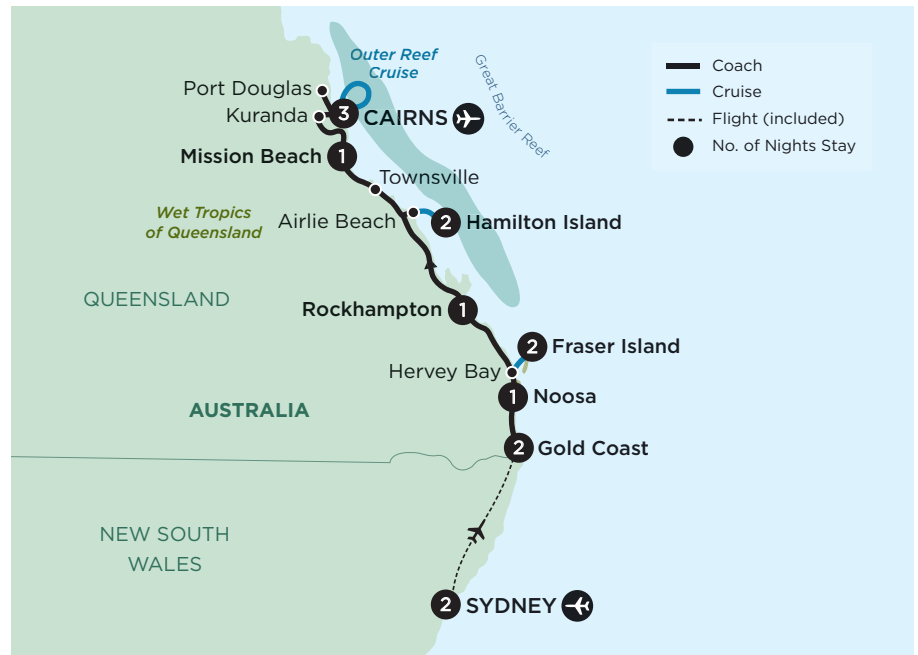 Outer Reef
Cruise
Great Barrier Reef
Coach
Cruise
Flight (included)
No. of Nights Stay
Port Douglas
Kuranda
3 CAIRNS
Mission Beach 1
Townsville
Wet Tropics
of Queensland
Airlie Beach
2 Hamilton Island
QUEENSLAND
Rockhampton 1
2 Fraser Island
Hervey Bay
1 Noosa
AUSTRALIA
2 Gold Coast
NEW SOUTH
WALES
2 SYDNEY